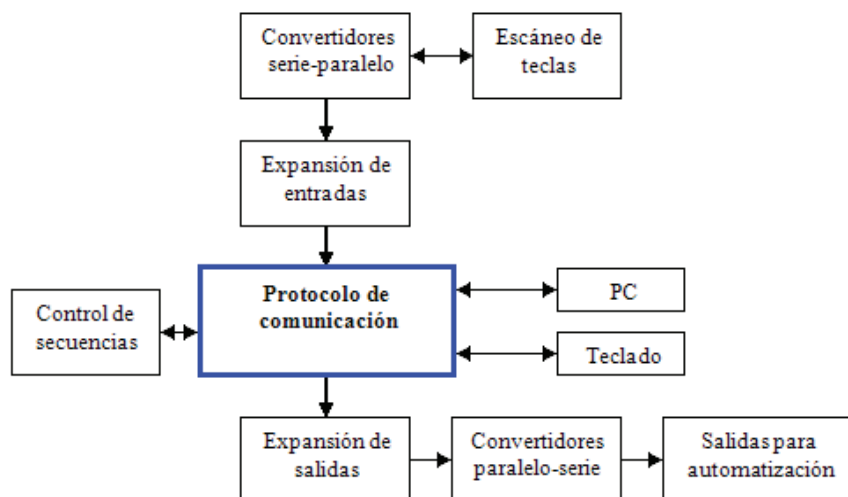 Convertidores
serie-paralelo
Escáneo de
teclas
Expansión de
entradas
Protocolo de
comunicación
PC
Control de
secuencias
Teclado
Expansión de
salidas
Convertidores
paralelo-serie
Salidas para
automatización